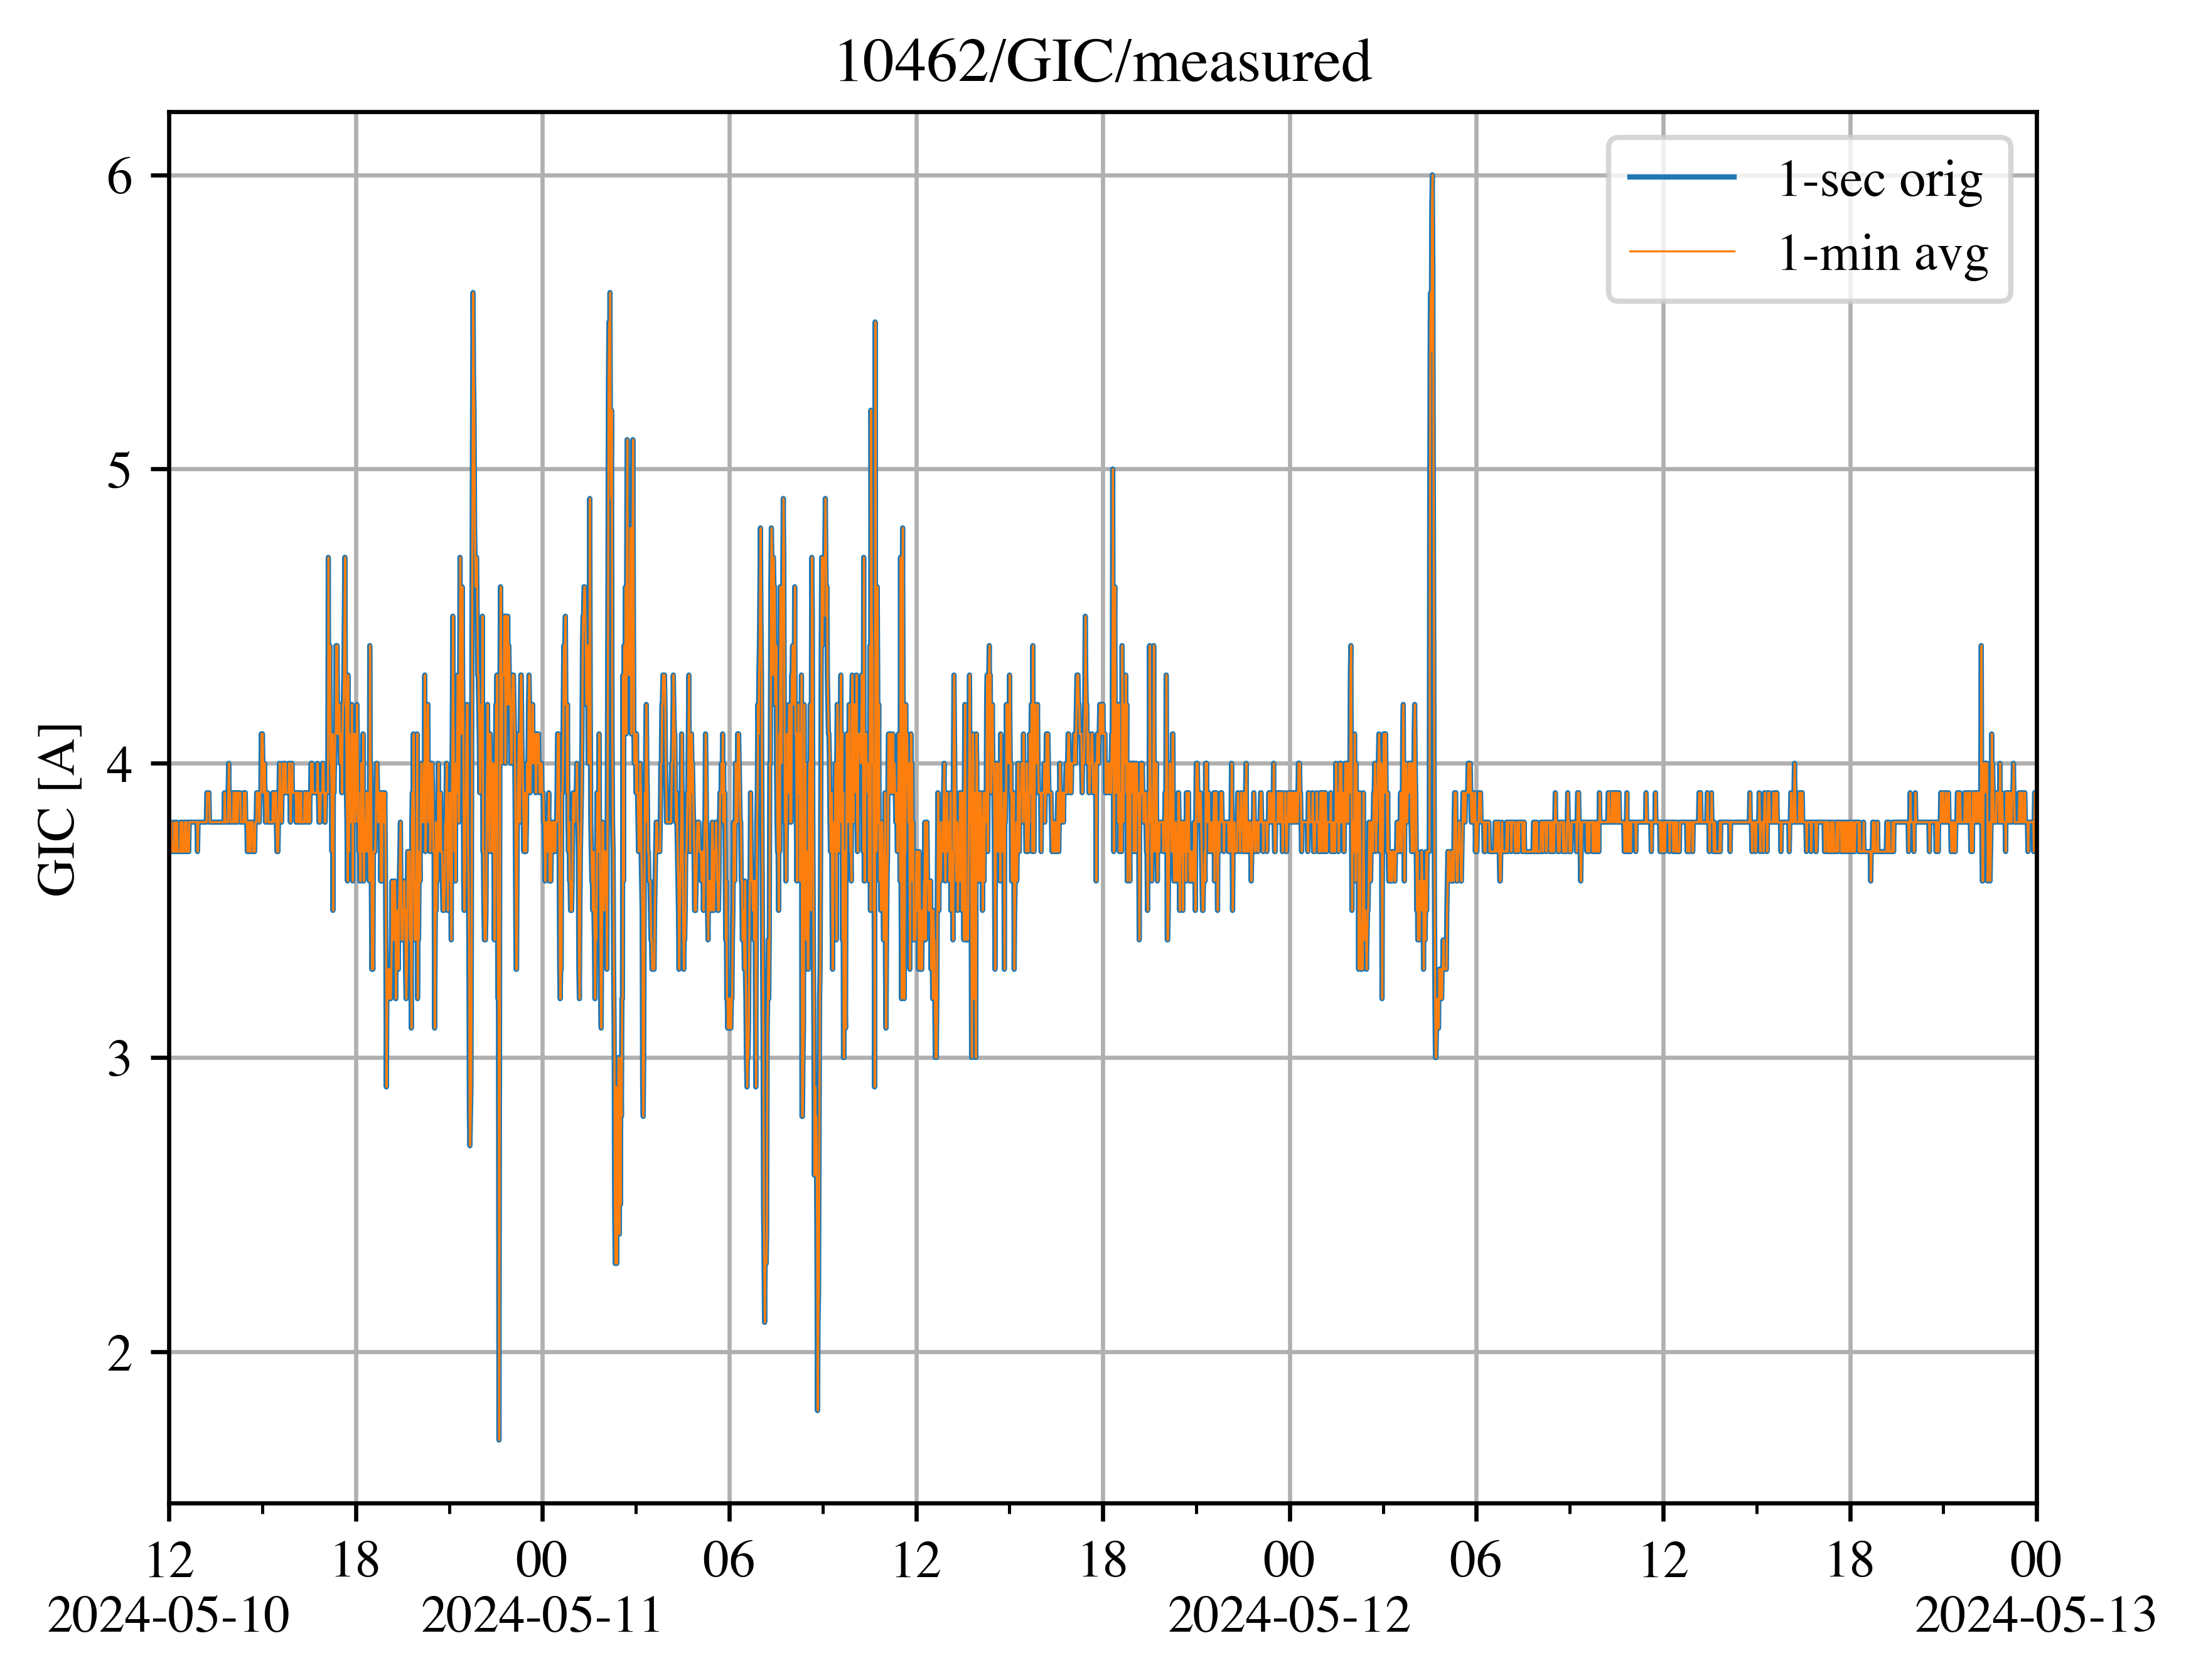 10462/GIC/measured
1-sec orig
1-min avg
GIC [A]
6
5
4
3
2
12 18 00 06 12 18 00 06 12 18 00
2024-05-10 2024-05-11 2024-05-12 2024-05-13